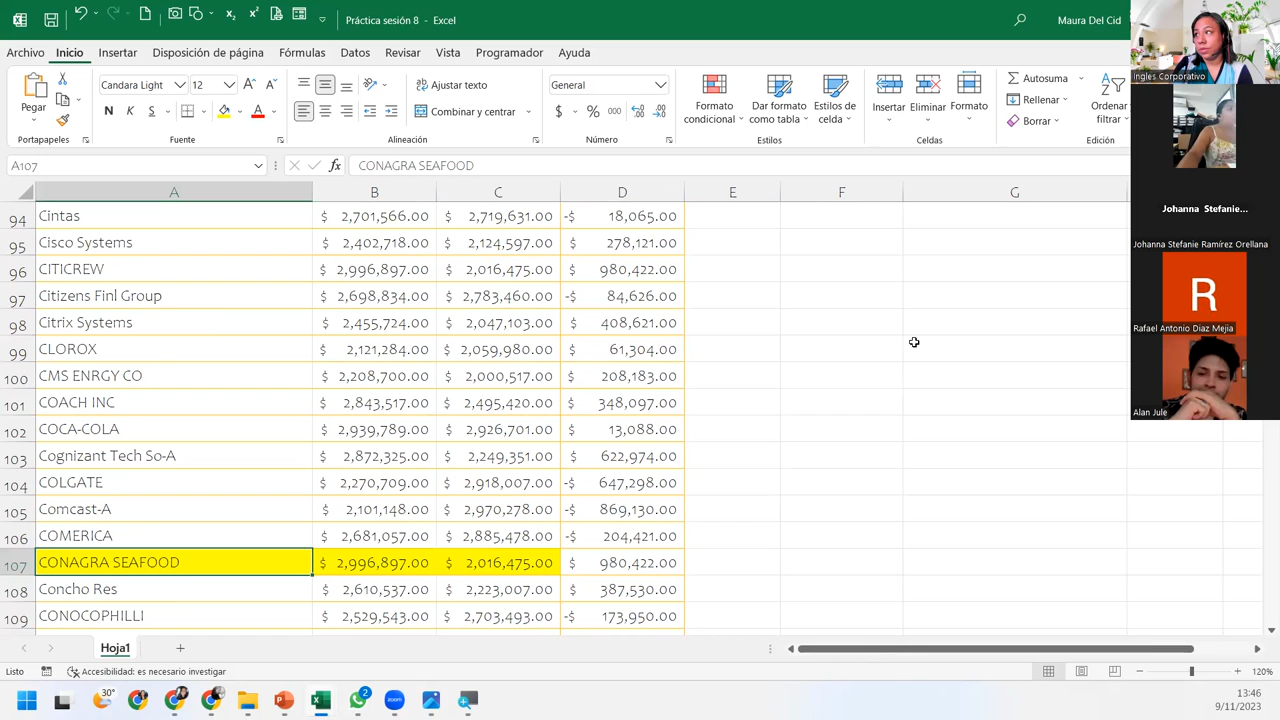 Práctica sesión 8 - Excel
Maura Del Cid
Archivo Inicio Insertar Disposición de página Fórmulas Datos Revisar Vista Programador Ayuda
Pegar
Candara Light 12
N K S
Ajustar texto
Combinar y centrar
General
$ % 000
Formato condicional
Dar formato como tabla
Estilos de celda
Insertar Eliminar Formato
Autosuma
Rellenar
Borrar
Ordenar filtrar
Portapapeles Fuente Alineación Número Estilos Celdas Edición
A107 fx CONAGRA SEAFOOD
A B C D E F G
94 Cintas $ 2,701,566.00 $ 2,719,631.00 -$ 18,065.00
95 Cisco Systems $ 2,402,718.00 $ 2,124,597.00 $ 278,121.00
96 CITICREW $ 2,996,897.00 $ 2,016,475.00 $ 980,422.00
97 Citizens Finl Group $ 2,698,834.00 $ 2,783,460.00 -$ 84,626.00
98 Citrix Systems $ 2,455,724.00 $ 2,047,103.00 $ 408,621.00
99 CLOROX $ 2,121,284.00 $ 2,059,980.00 $ 61,304.00
100 CMS ENRGY CO $ 2,208,700.00 $ 2,000,517.00 $ 208,183.00
101 COACH INC $ 2,843,517.00 $ 2,495,420.00 $ 348,097.00
102 COCA-COLA $ 2,939,789.00 $ 2,926,701.00 $ 13,088.00
103 Cognizant Tech So-A $ 2,872,325.00 $ 2,249,351.00 $ 622,974.00
104 COLGATE $ 2,270,709.00 $ 2,918,007.00 -$ 647,298.00
105 Comcast-A $ 2,101,148.00 $ 2,970,278.00 -$ 869,130.00
106 COMERICA $ 2,681,057.00 $ 2,885,478.00 -$ 204,421.00
107 CONAGRA SEAFOOD $ 2,996,897.00 $ 2,016,475.00 $ 980,422.00
108 Concho Res $ 2,610,537.00 $ 2,223,007.00 $ 387,530.00
109 CONOCOPHILLI $ 2,529,543.00 $ 2,703,493.00 -$ 173,950.00
Hoja1
Listo
Accesibilidad: es necesario investigar
120%
30°
2
zoom
13:46
9/11/2023
Ingles Corporativo
Johanna Stefanie...
Johanna Stefanie Ramírez Orellana
R
Rafael Antonio Diaz Mejia
Alan Jule